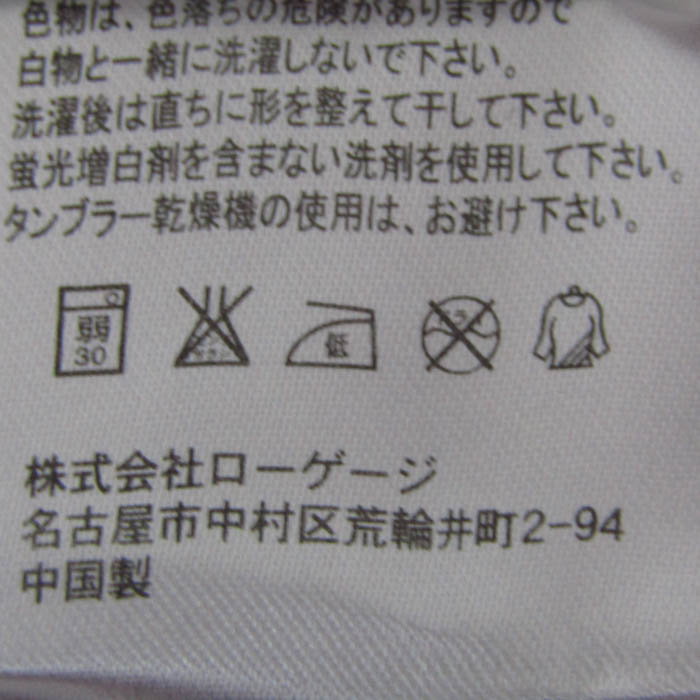 色物は、色落ちの危険がありますので
白物と一緒に洗濯しないで下さい。
洗濯後は直ちに形を整えて干して下さい。
蛍光増白剤を含まない洗剤を使用して下さい。
タンブラー乾燥機の使用は、お避け下さい。
弱
30
低
株式会社ローゲージ
名古屋市中村区荒輪井町2-94
中国製